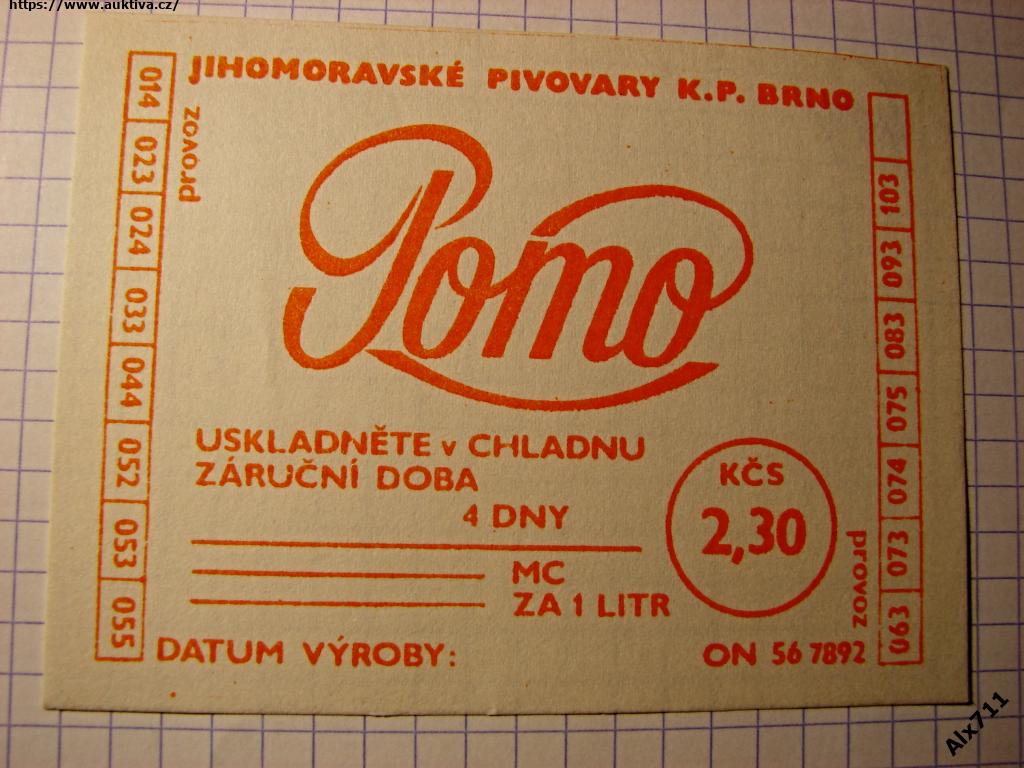 https://www.auktiva.cz/
JIHOMORAVSKÉ PIVOVARY K.P. BRNO
provoz
014 023 024 033 044 052 053 055
Pomo
USKLADNĚTE v CHLADNU
ZÁRUČNÍ DOBA
4 DNY
MC
ZA 1 LITR
KČS
2,30
DATUM VÝROBY:
ON 56 7892
provoz
063 073 074 075 083 093 103
Alx711